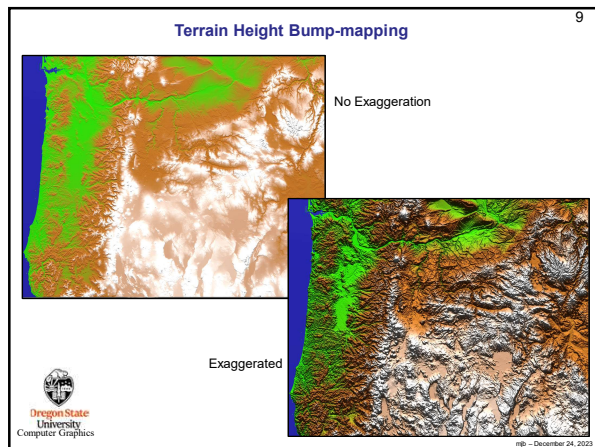 9
Terrain Height Bump-mapping
No Exaggeration
Exaggerated
Oregon State
University
Computer Graphics
mjb – December 24, 2023